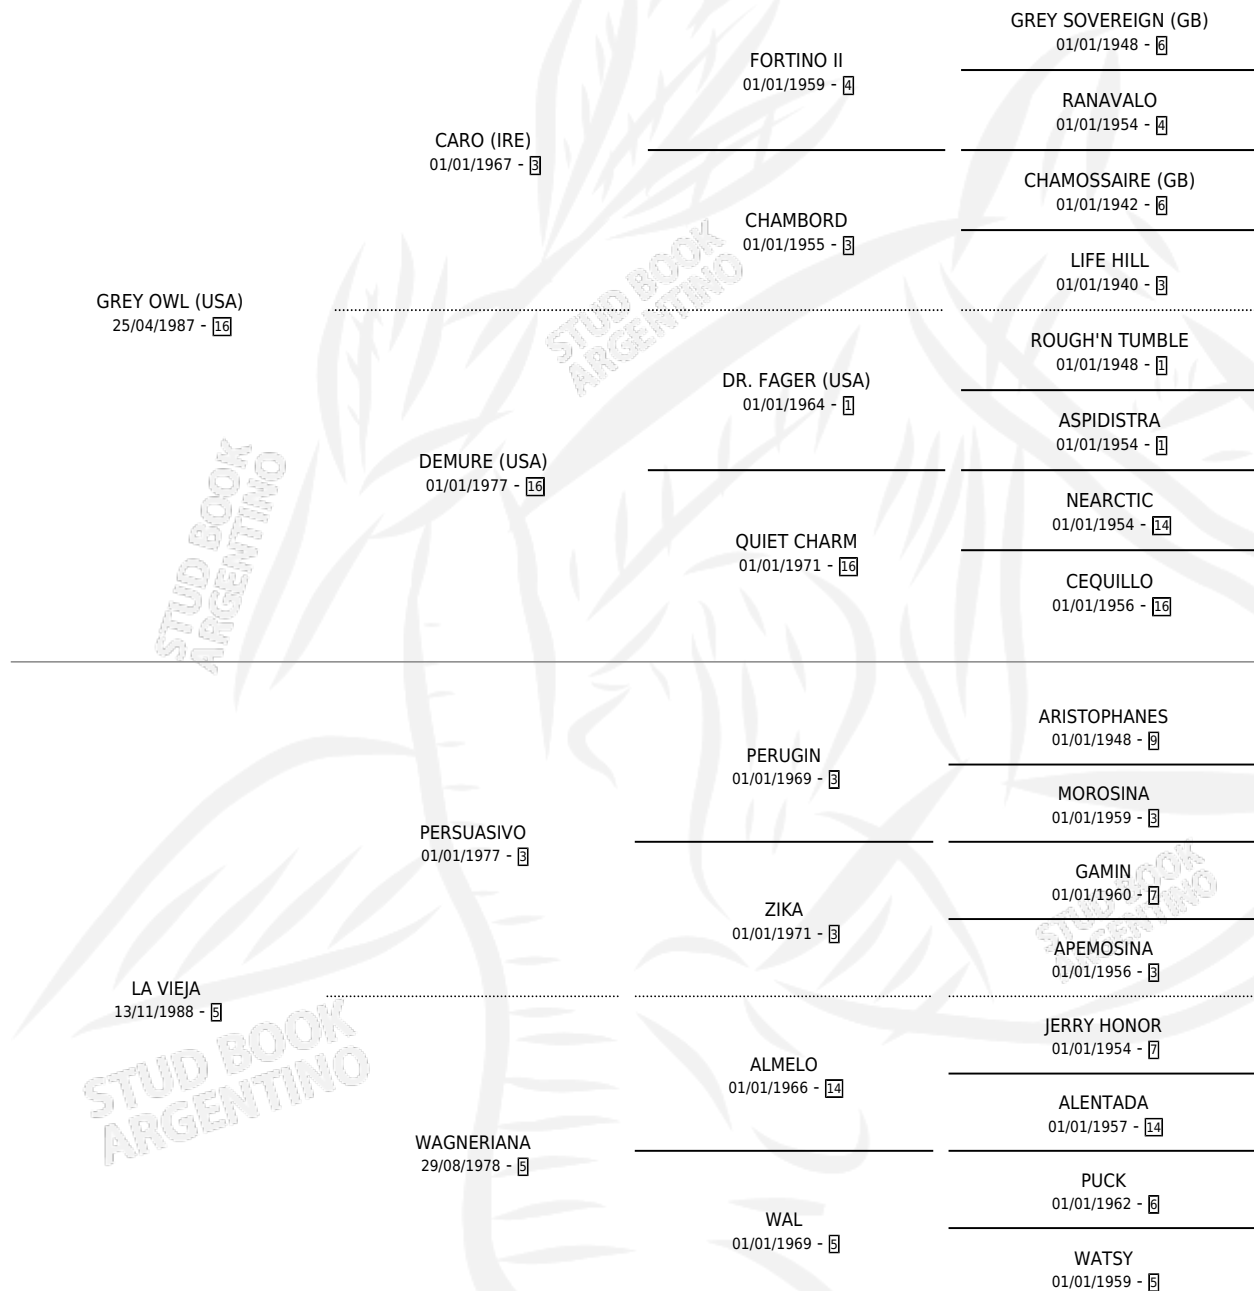 GREY OWL (USA)
25/04/1987 - 16
CARO (IRE)
01/01/1967 - 3
FORTINO II
01/01/1959 - 4
GREY SOVEREIGN (GB)
01/01/1948 - 6
RANAVALO
01/01/1954 - 4
CHAMBORD
01/01/1955 - 3
CHAMOSSAIRE (GB)
01/01/1942 - 6
LIFE HILL
01/01/1940 - 3
DEMURE (USA)
01/01/1977 - 16
DR. FAGER (USA)
01/01/1964 - 1
ROUGH'N TUMBLE
01/01/1948 - 1
ASPIDISTRA
01/01/1954 - 1
QUIET CHARM
01/01/1971 - 16
NEARCTIC
01/01/1954 - 14
CEQUILLO
01/01/1956 - 16
LA VIEJA
13/11/1988 - 5
PERSUASIVO
01/01/1977 - 3
PERUGIN
01/01/1969 - 3
ARISTOPHANES
01/01/1948 - 9
MOROSINA
01/01/1959 - 3
ZIKA
01/01/1971 - 3
GAMIN
01/01/1960 - 7
APEMOSINA
01/01/1956 - 3
WAGNERIANA
29/08/1978 - 5
ALMELO
01/01/1966 - 14
JERRY HONOR
01/01/1954 - 7
ALENTADA
01/01/1957 - 14
WAL
01/01/1969 - 5
PUCK
01/01/1962 - 6
WATSY
01/01/1959 - 5
STUD BOOK
ARGENTINO
STUD BOOK
ARGENTINO
STUD BOOK
ARGENTINO
STUD BOOK
ARGENTINO